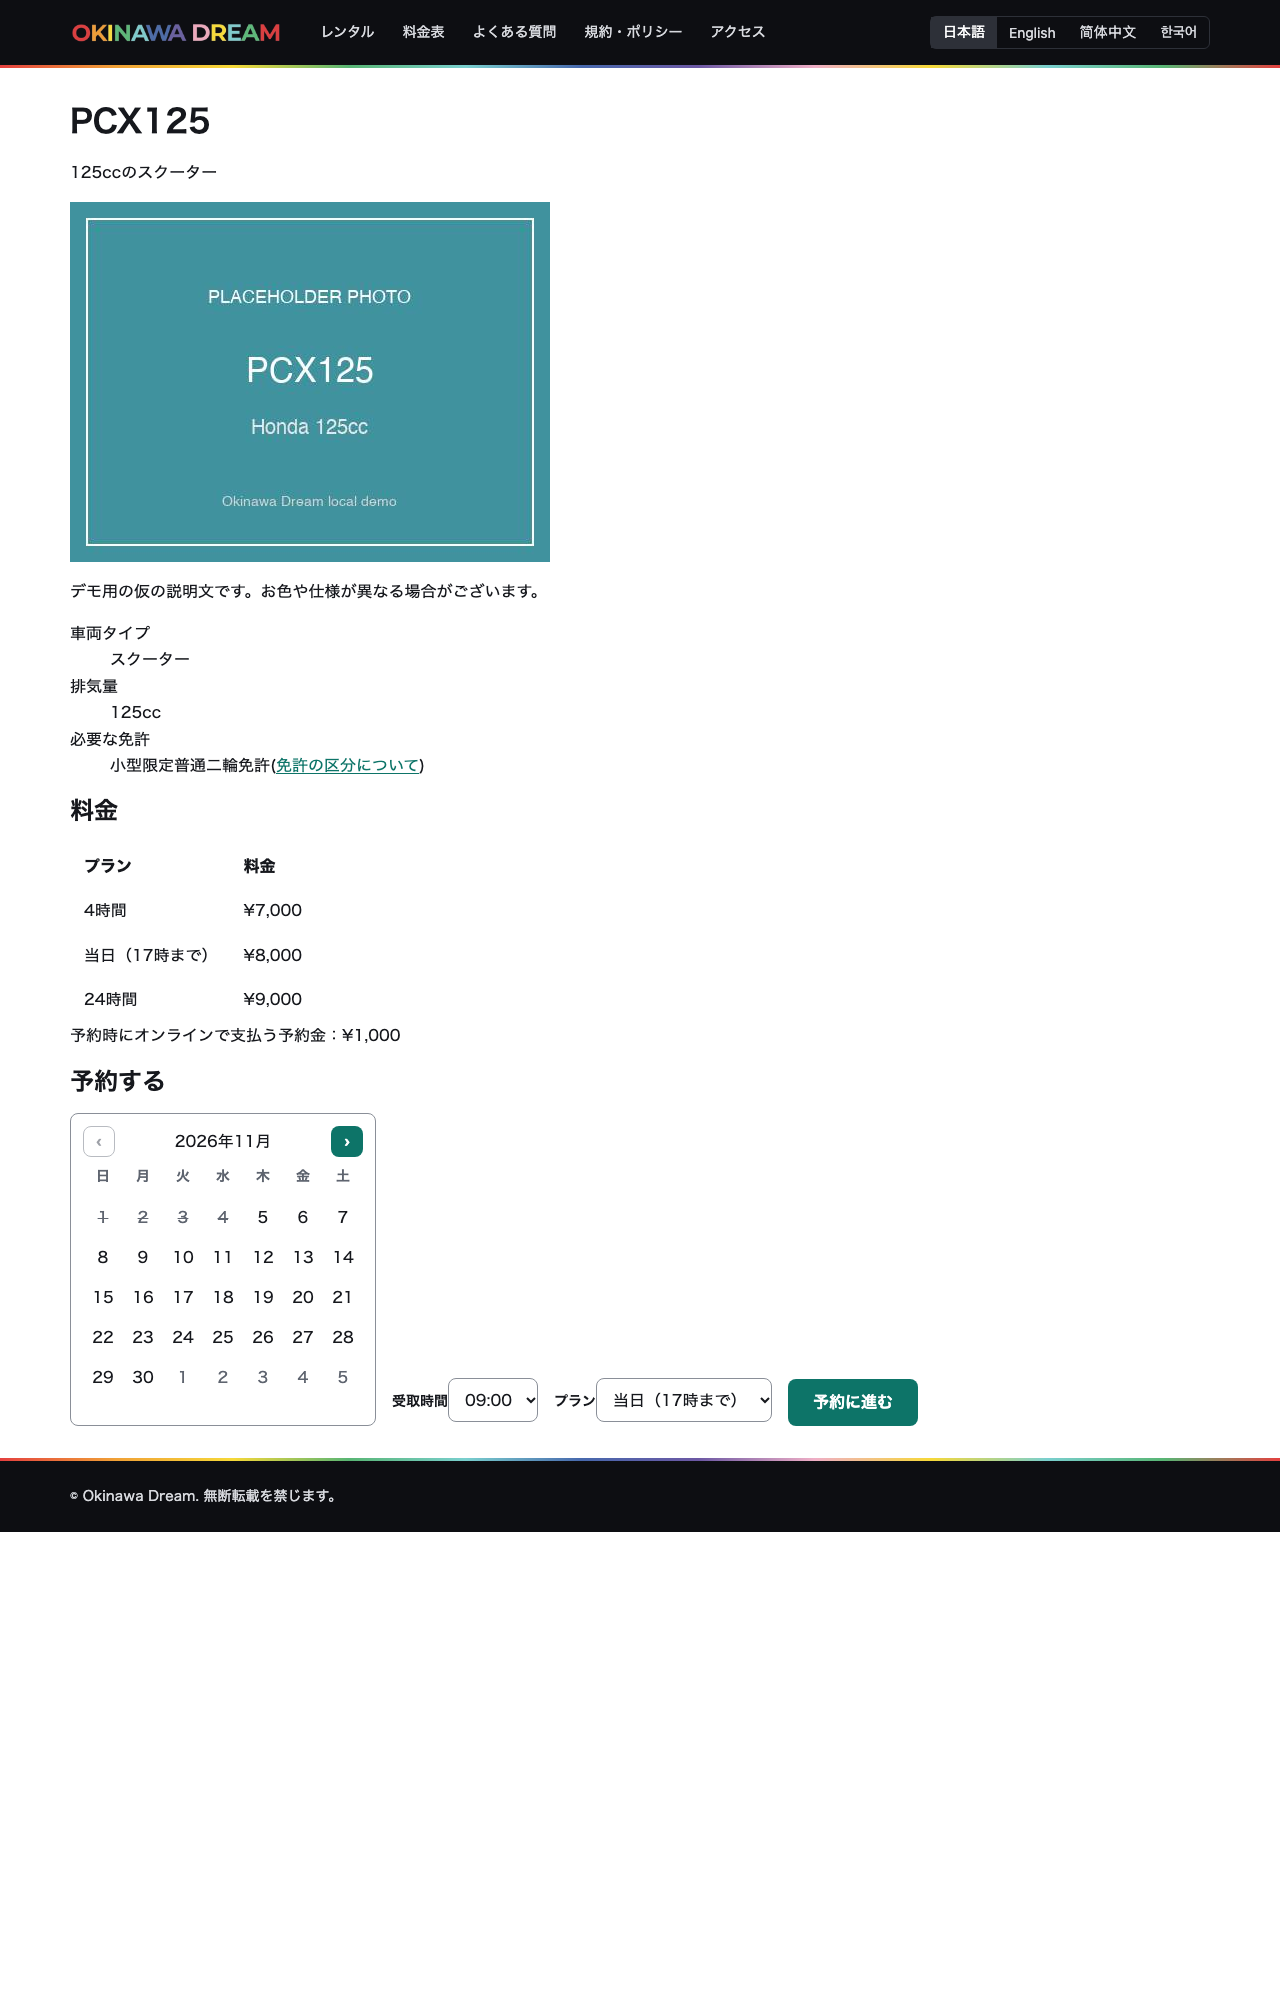 OKINAWA DREAM レンタル 料金表 よくある質問 規約・ポリシー アクセス 日本語 English 简体中文 한국어
PCX125
125ccのスクーター
PLACEHOLDER PHOTO
PCX125
Honda 125cc
Okinawa Dream local demo
デモ用の仮の説明文です。お色や仕様が異なる場合がございます。
車両タイプ
スクーター
排気量
125cc
必要な免許
小型限定普通二輪免許(免許の区分について)
料金
プラン 料金
4時間 ¥7,000
当日（17時まで） ¥8,000
24時間 ¥9,000
予約時にオンラインで支払う予約金：¥1,000
予約する
‹ 2026年11月 ›
日 月 火 水 木 金 土
1 2 3 4 5 6 7
8 9 10 11 12 13 14
15 16 17 18 19 20 21
22 23 24 25 26 27 28
29 30 1 2 3 4 5
受取時間 09:00 プラン 当日（17時まで） 予約に進む
© Okinawa Dream. 無断転載を禁じます。